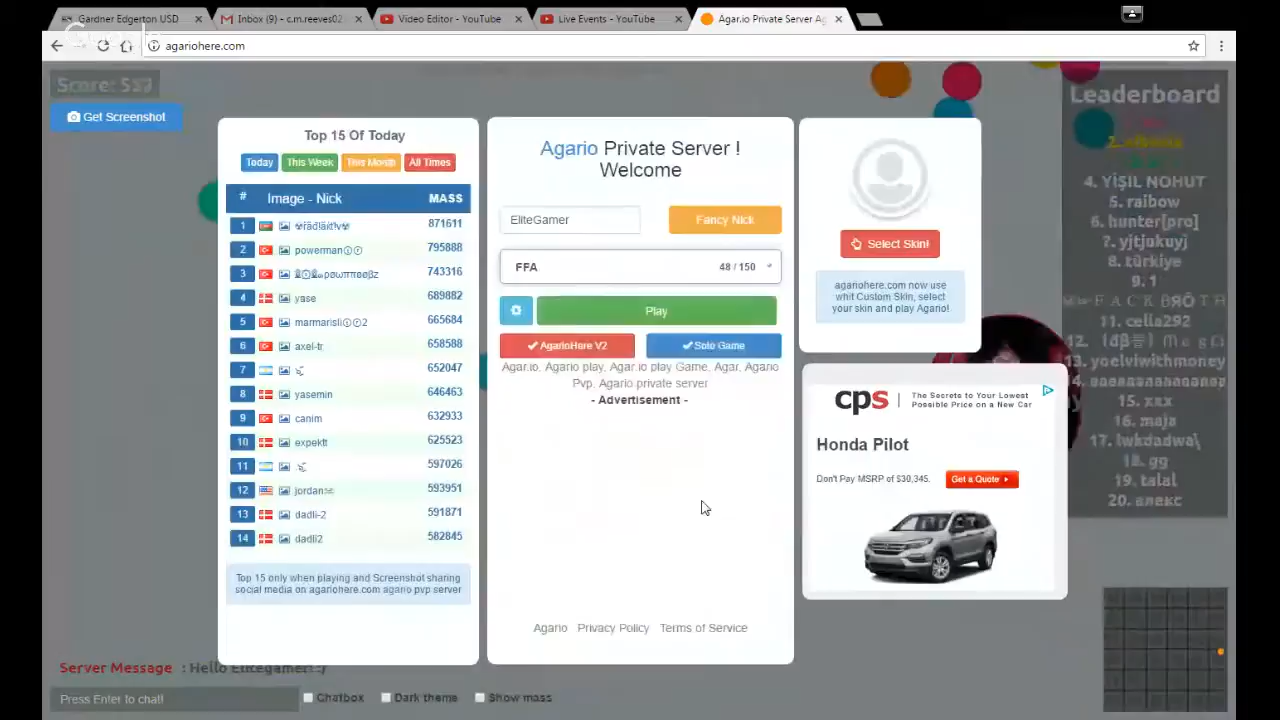 Gardner Edgerton USD
Inbox (9) - c.m.reeves02
Video Editor - YouTube
Live Events - YouTube
Agar.io Private Server Ag
agariohere.com
Score: 537
Get Screenshot
Top 15 Of Today
Today This Week This Month All Times
# Image - Nick MASS
1 871611
2 powermanⓘⓡ 795888
3 743316
4 yase 689882
5 marmarisliⓘⓡ2 665684
6 axel-tr 658588
7 652047
8 yasemin 646463
9 canim 632933
10 expektt 625523
11 597026
12 jordan 593951
13 dadli-2 591871
14 dadli2 582845
Top 15 only when playing and Screenshot sharing
social media on agariohere.com agario pvp server
Agario Private Server !
Welcome
EliteGamer
Fancy Nick
FFA 48 / 150
Play
AgarioHere V2
Solo Game
Agar.io, Agario play, Agar.io play Game, Agar, Agario
Pvp, Agario private server
- Advertisement -
Agario Privacy Policy Terms of Service
Select Skin!
agariohere.com now use
whit Custom Skin, select
your skin and play Agario!
cps
The Secrets to Your Lowest
Possible Price on a New Car
Honda Pilot
Don't Pay MSRP of $30,345.
Get a Quote
Leaderboard
4. YİŞIL NOHUT
5. raibow
6. hunter[pro]
7. yjtjukuyj
8. türkiye
9. 1
11. cella292
13. yoelviwithmoney
15. xxx
16. maja
17. lwkdadwa\
18. gg
19. talal
20. алекс
Server Message : Hello Elitegamer! :)
Press Enter to chat!
Chatbox
Dark theme
Show mass